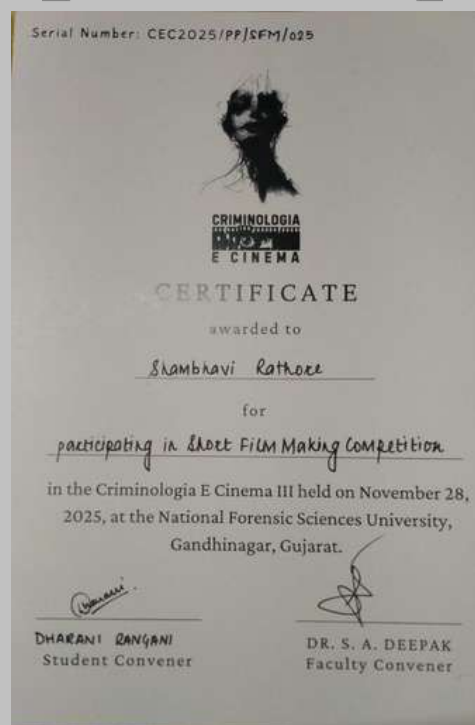 Serial Number: CEC2025/PP/SFM/025
CRIMINOLOGIA
E CINEMA
CERTIFICATE
awarded to
Shambhavi Rathore
for
participating in Short Film Making Competition
in the Criminologia E Cinema III held on November 28,
2025, at the National Forensic Sciences University,
Gandhinagar, Gujarat.
Dharani
DHARANI RANGANI
Student Convener
DR. S. A. DEEPAK
Faculty Convener